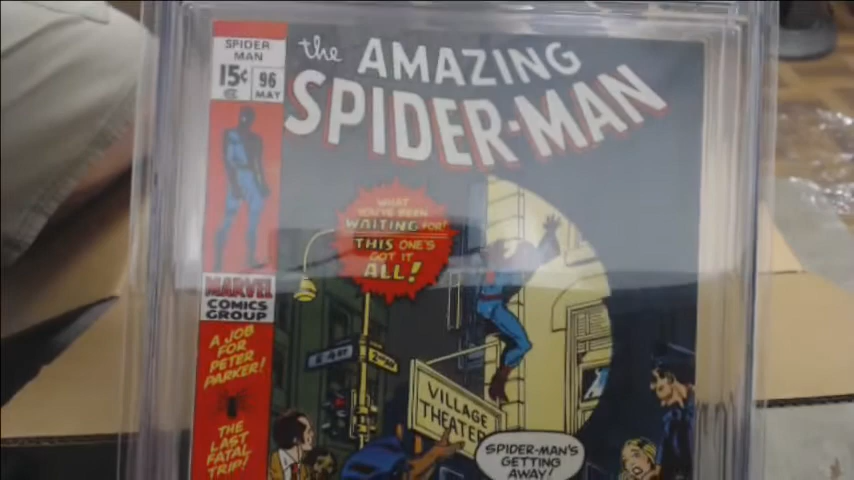 SPIDER
MAN
15¢
96
MAY
the AMAZING
SPIDER-MAN
WHAT
YOU'VE BEEN
WAITING FOR!
THIS ONE'S
GOT IT
ALL!
MARVEL
COMICS
GROUP
A JOB
FOR
PETER
PARKER!
THE
LAST
FATAL
TRIP!
VILLAGE
THEATER
SPIDER-MAN'S
GETTING
AWAY!